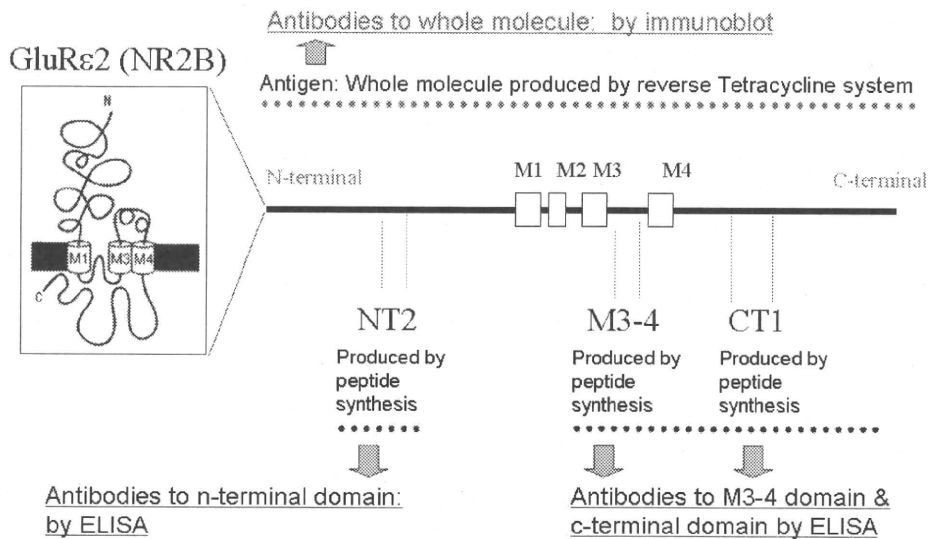 Antibodies to whole molecule: by immunoblot
GluRε2 (NR2B)
Antigen: Whole molecule produced by reverse Tetracycline system
N
M1
M3
M4
C
N-terminal
M1
M2
M3
M4
C-terminal
NT2
M3-4
CT1
Produced by
peptide
synthesis
Produced by
peptide
synthesis
Produced by
peptide
synthesis
Antibodies to n-terminal domain:
by ELISA
Antibodies to M3-4 domain &
c-terminal domain by ELISA